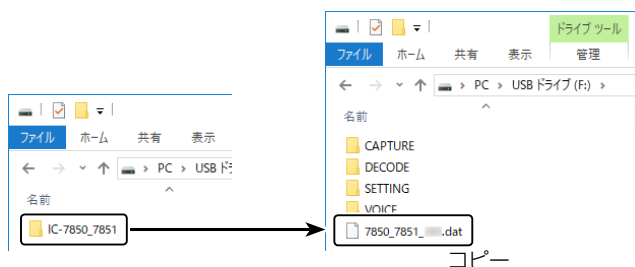 ファイル ホーム 共有 表示
PC › USB ドラ
名前
IC-7850_7851
ドライブ ツール
ファイル ホーム 共有 表示 管理
PC › USB ドライブ (F:) ›
名前
CAPTURE
DECODE
SETTING
VOICE
7850_7851_ .dat
コピー